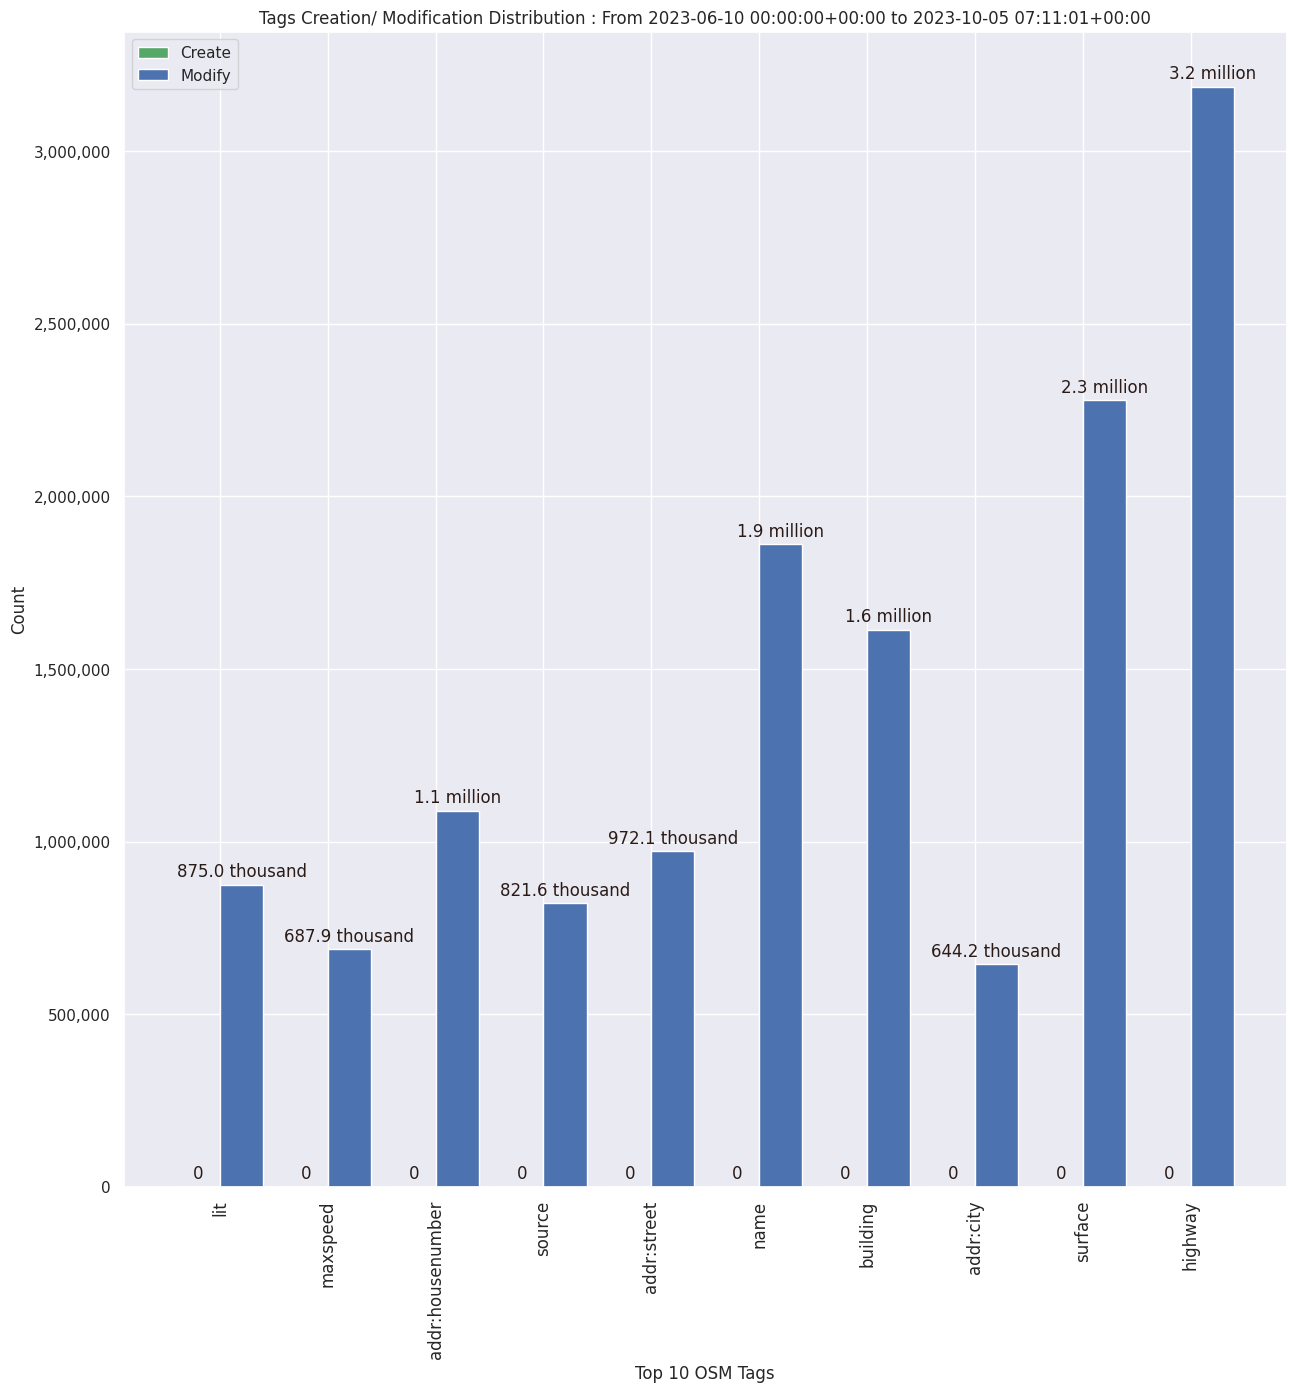 Tags Creation/ Modification Distribution : From 2023-06-10 00:00:00+00:00 to 2023-10-05 07:11:01+00:00
Create
Modify
Count
3,000,000
2,500,000
2,000,000
1,500,000
1,000,000
500,000
0
875.0 thousand
687.9 thousand
1.1 million
821.6 thousand
972.1 thousand
1.9 million
1.6 million
644.2 thousand
2.3 million
3.2 million
0
0
0
0
0
0
0
0
0
0
lit
maxspeed
addr:housenumber
source
addr:street
name
building
addr:city
surface
highway
Top 10 OSM Tags